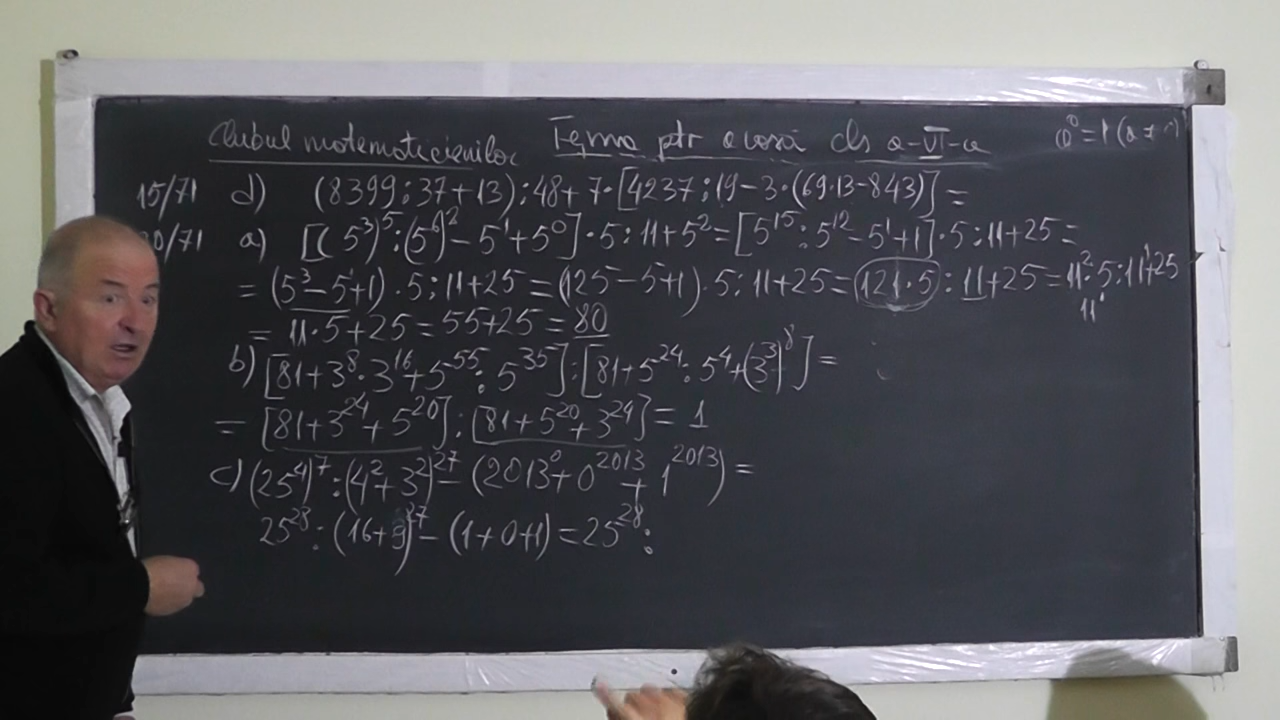 Clubul matematicienilor Tema ptr acasă cls a-VI-a a⁰=1 (a≠0)
15/71 d) (8399:37+13):48+7·[4237:19-3·(69·13-843)]=
20/71 a) [(5³)⁵:(5⁶)²-5¹+5⁰]·5:11+5²=[5¹⁵:5¹²-5¹+1]·5:11+25=
=(5³-5+1)·5:11+25=(125-5+1)·5:11+25=(121·5):11+25=11²·5:11¹+25
11¹
=11·5+25=55+25=80
b) [81+3⁸·3¹⁶+5⁵⁵:5³⁵]:[81+5²⁴:5⁴+(3³)⁸]=
=[81+3²⁴+5²⁰]:[81+5²⁰+3²⁴]=1
c) (25⁴)⁷:(4²+3²)²⁷-(2013⁰+0²⁰¹³+1²⁰¹³)=
25²⁸:(16+9)²⁷-(1+0+1)=25²⁸: